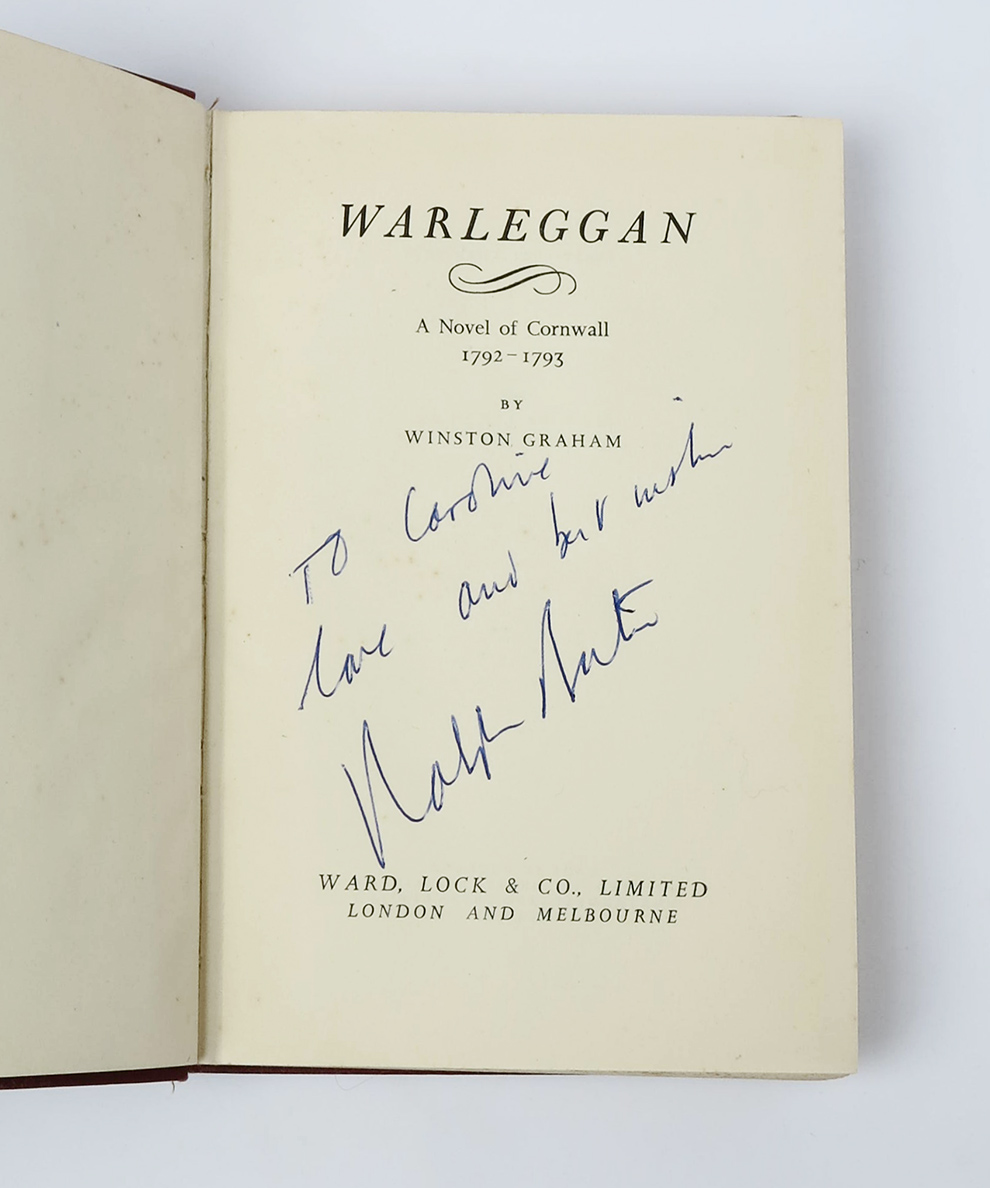 WARLEGGAN
A Novel of Cornwall
1792-1793
BY
WINSTON GRAHAM
To Caroline
love and best wishes
Ralph
WARD, LOCK & CO., LIMITED
LONDON AND MELBOURNE